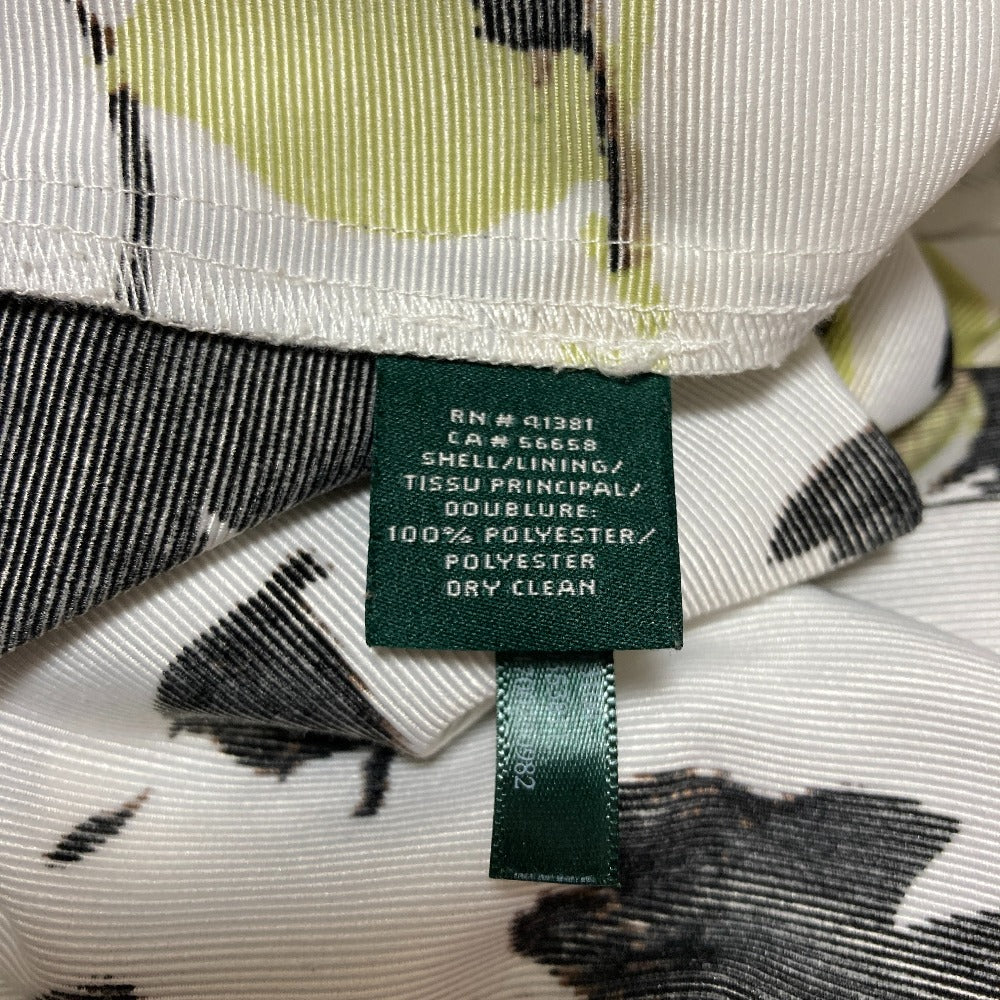 RN # 41381
CA # 56658
SHELL/LINING/
TISSU PRINCIPAL/
DOUBLURE:
100% POLYESTER/
POLYESTER
DRY CLEAN